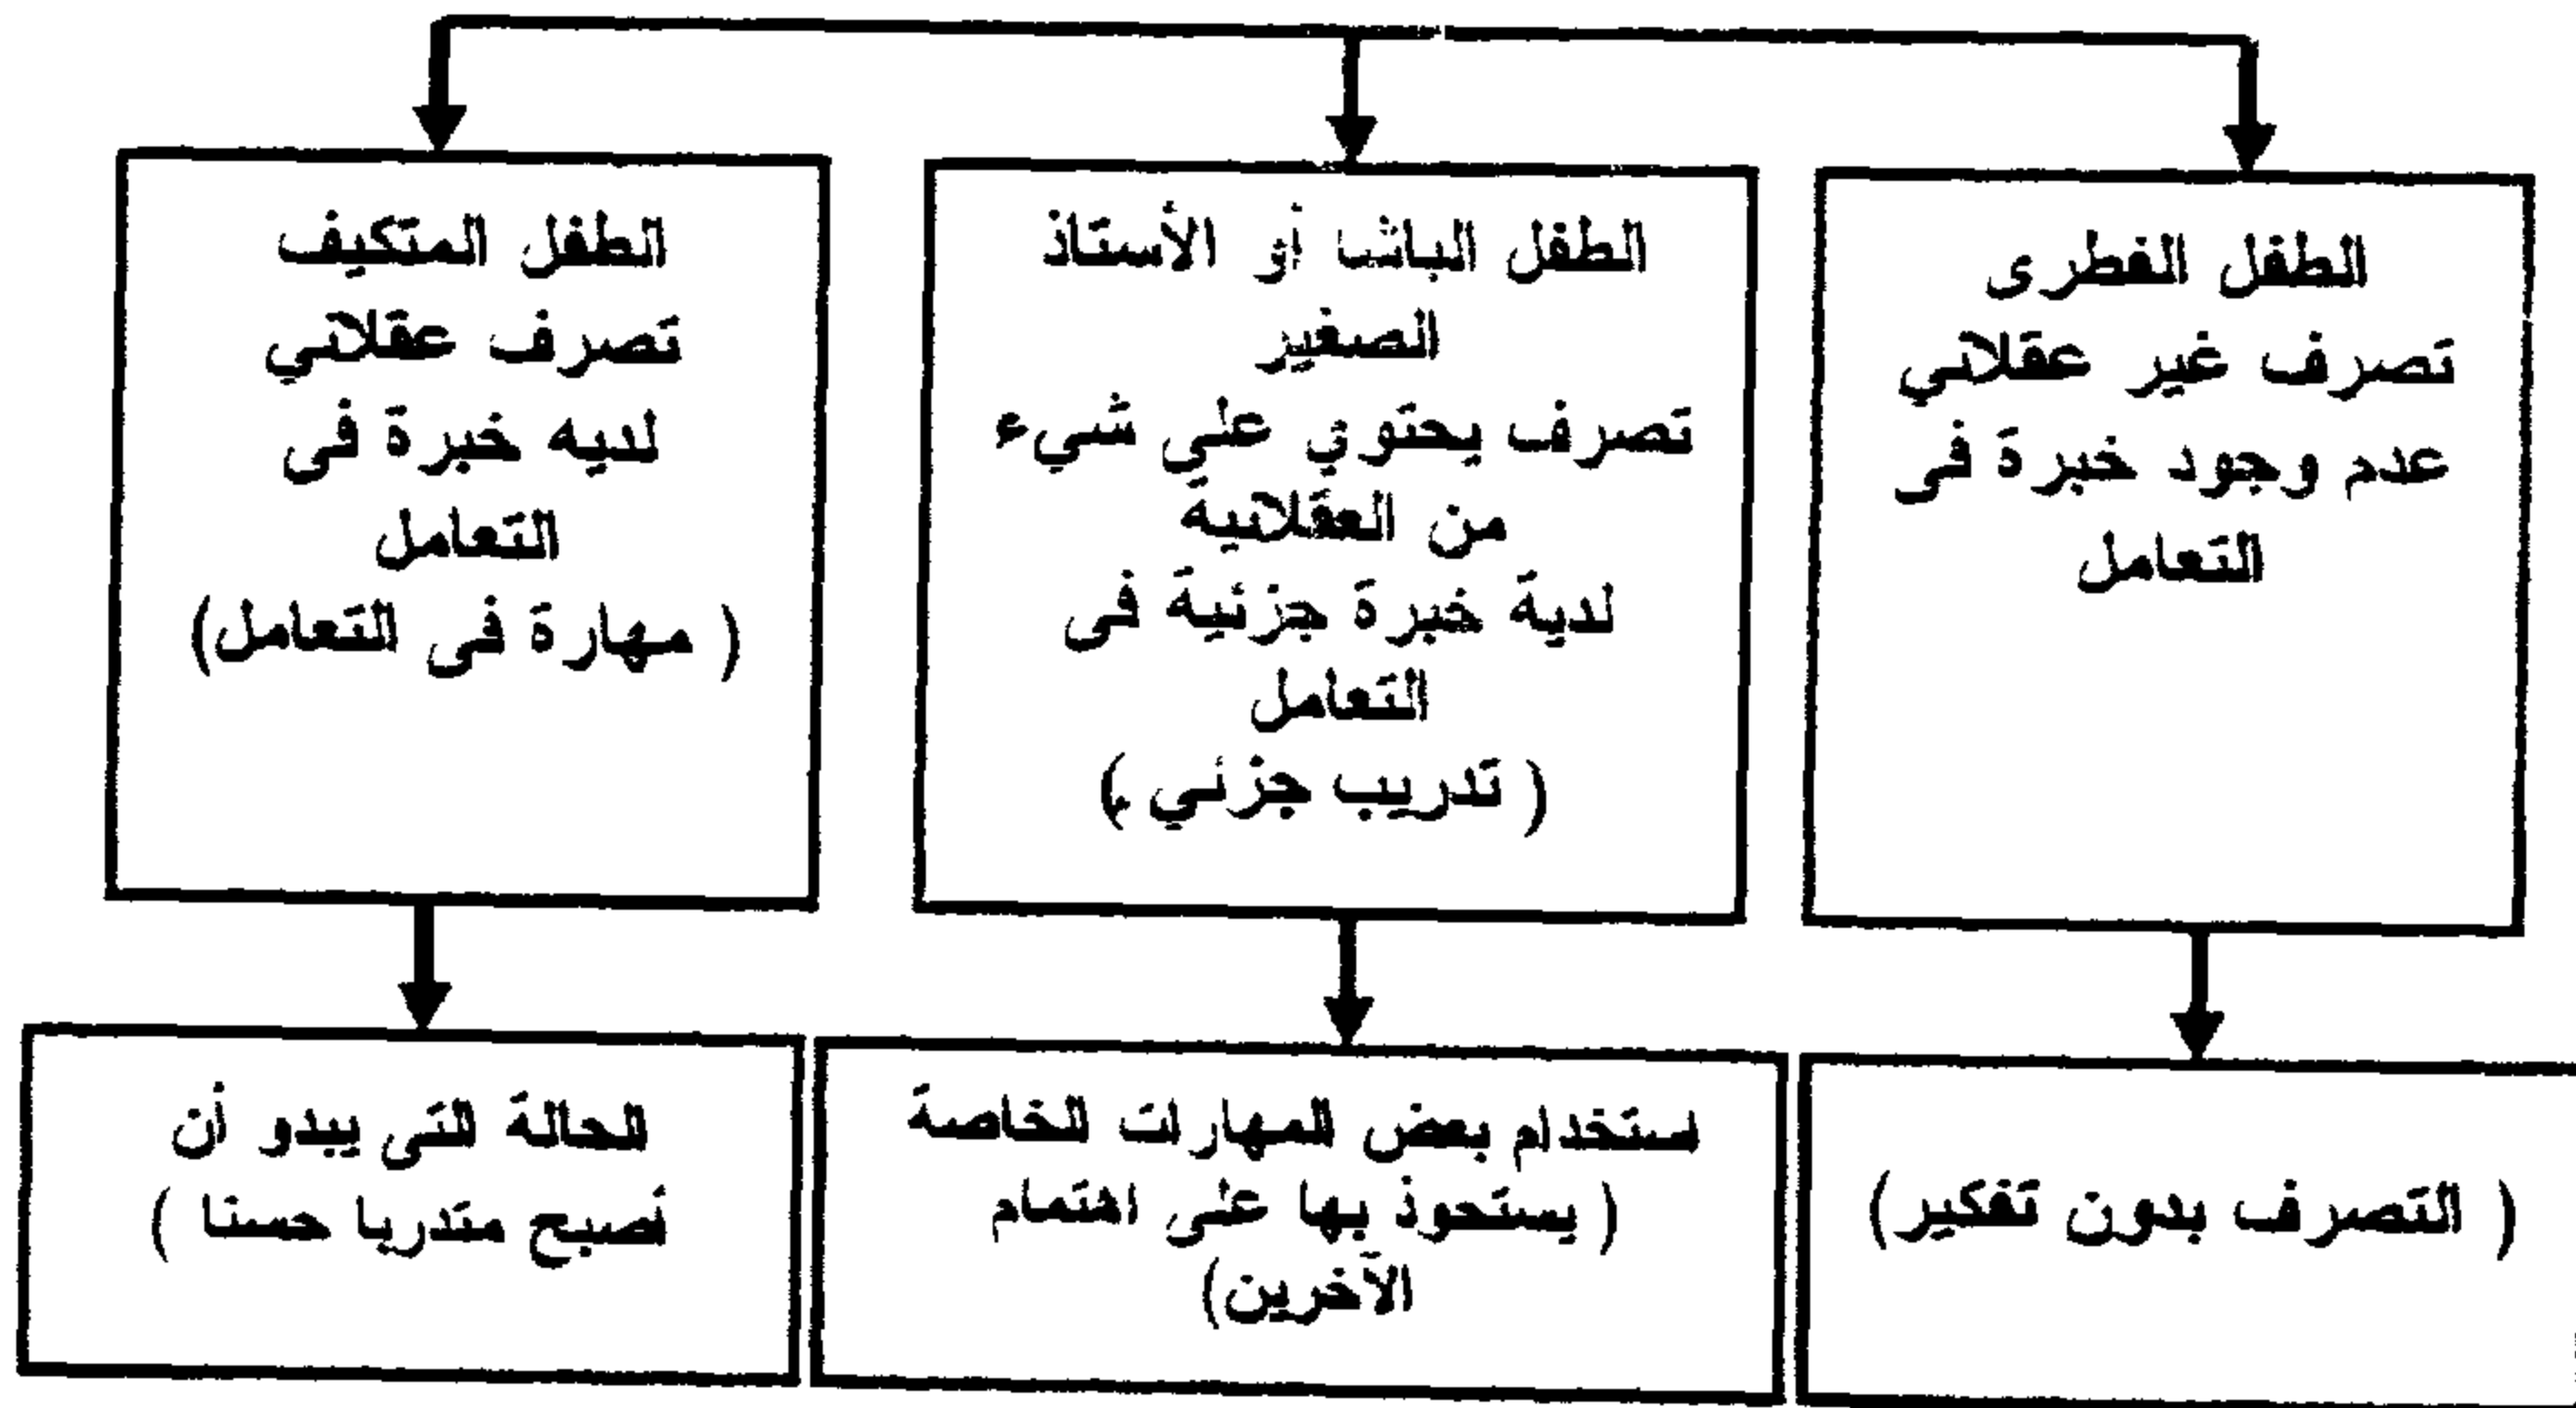 الطفل الفطرى
تصرف غير عقلاني
عدم وجود خبرة فى
التعامل
الطفل الباشا أو الأستاذ
الصغير
تصرف يحتوي علي شيء
من العقلانية
لدية خبرة جزئية فى
التعامل
( تدريب جزئي )
الطفل المتكيف
تصرف عقلاني
لديه خبرة فى
التعامل
( مهارة فى التعامل)
( التصرف بدون تفكير)
استخدام بعض المهارات الخاصة
( يستحوذ بها على اهتمام
الآخرين)
الحالة التى يبدو أن
أصبح متدربا حسنا )